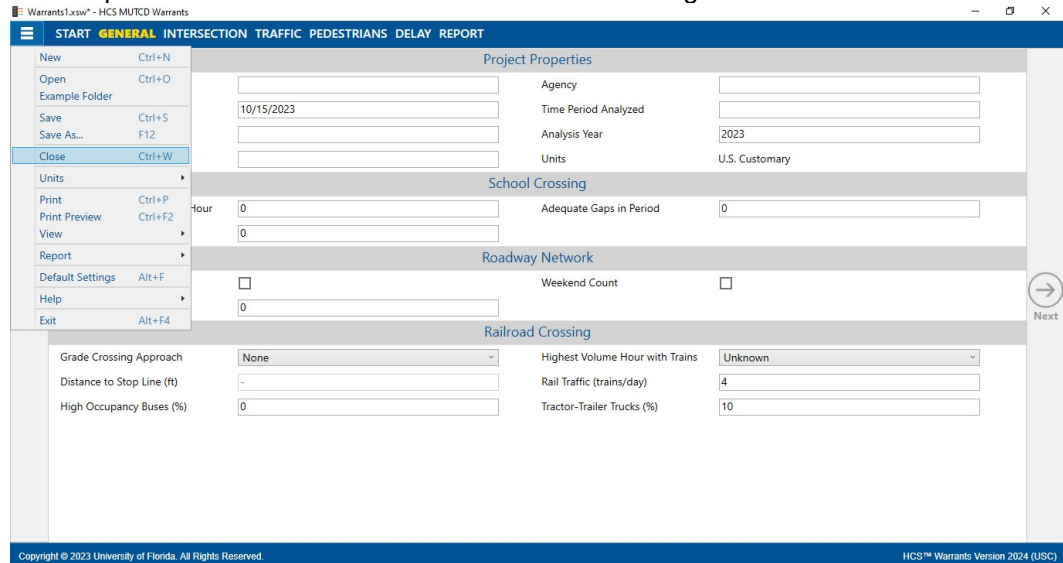 Warrants1.xsw* - HCS MUTCD Warrants
START GENERAL INTERSECTION TRAFFIC PEDESTRIANS DELAY REPORT
New Ctrl+N
Open Ctrl+O
Example Folder
Save Ctrl+S
Save As... F12
Close Ctrl+W
Units
Print Ctrl+P
Print Preview Ctrl+F2
View
Report
Default Settings Alt+F
Help
Exit Alt+F4
Project Properties
Agency
10/15/2023 Time Period Analyzed
Analysis Year 2023
Units U.S. Customary
School Crossing
Hour 0 Adequate Gaps in Period 0
0
Roadway Network
Weekend Count
0
Next
Railroad Crossing
Grade Crossing Approach None Highest Volume Hour with Trains Unknown
Distance to Stop Line (ft) - Rail Traffic (trains/day) 4
High Occupancy Buses (%) 0 Tractor-Trailer Trucks (%) 10
Copyright © 2023 University of Florida. All Rights Reserved. HCS™ Warrants Version 2024 (USC)